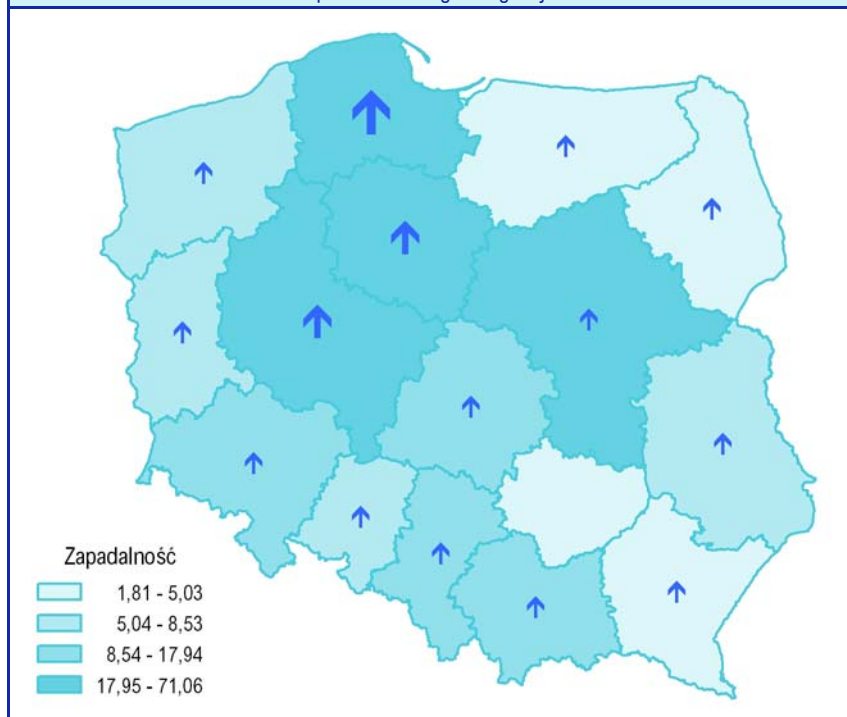 Zapadalność
1,81 - 5,03
5,04 - 8,53
8,54 - 17,94
17,95 - 71,06